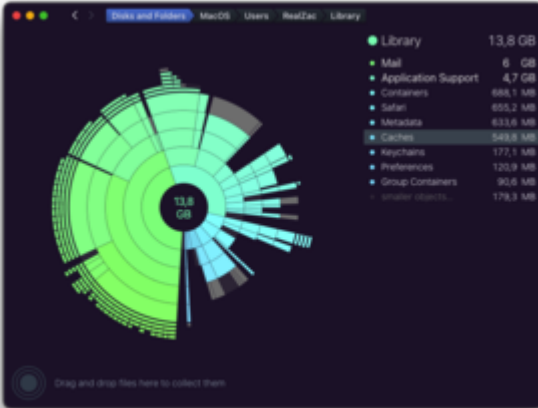 Disks and Folders MacOS Users RealZac Library
Library 13,8 GB
Mail 6 GB
Application Support 4,7 GB
Containers 688,1 MB
Safari 655,2 MB
Metadata 633,6 MB
Caches 549,8 MB
Keychains 177,1 MB
Preferences 120,9 MB
Group Containers 90,6 MB
smaller objects... 179,3 MB
13,8
GB
Drag and drop files here to collect them